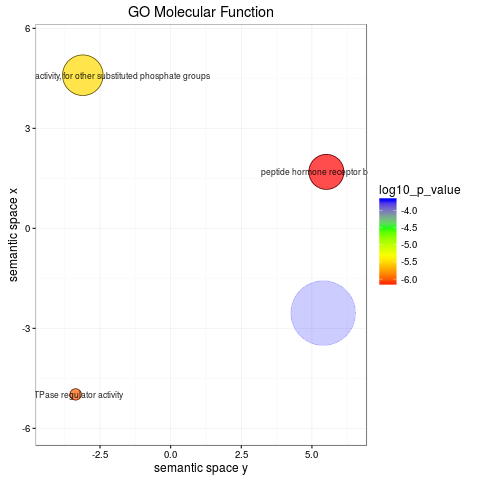 GO Molecular Function
6
3
0
-3
-6
semantic space x
activity, for other substituted phosphate groups
peptide hormone receptor b
TPase regulator activity
-2.5
0.0
2.5
5.0
semantic space y
log10_p_value
-4.0
-4.5
-5.0
-5.5
-6.0